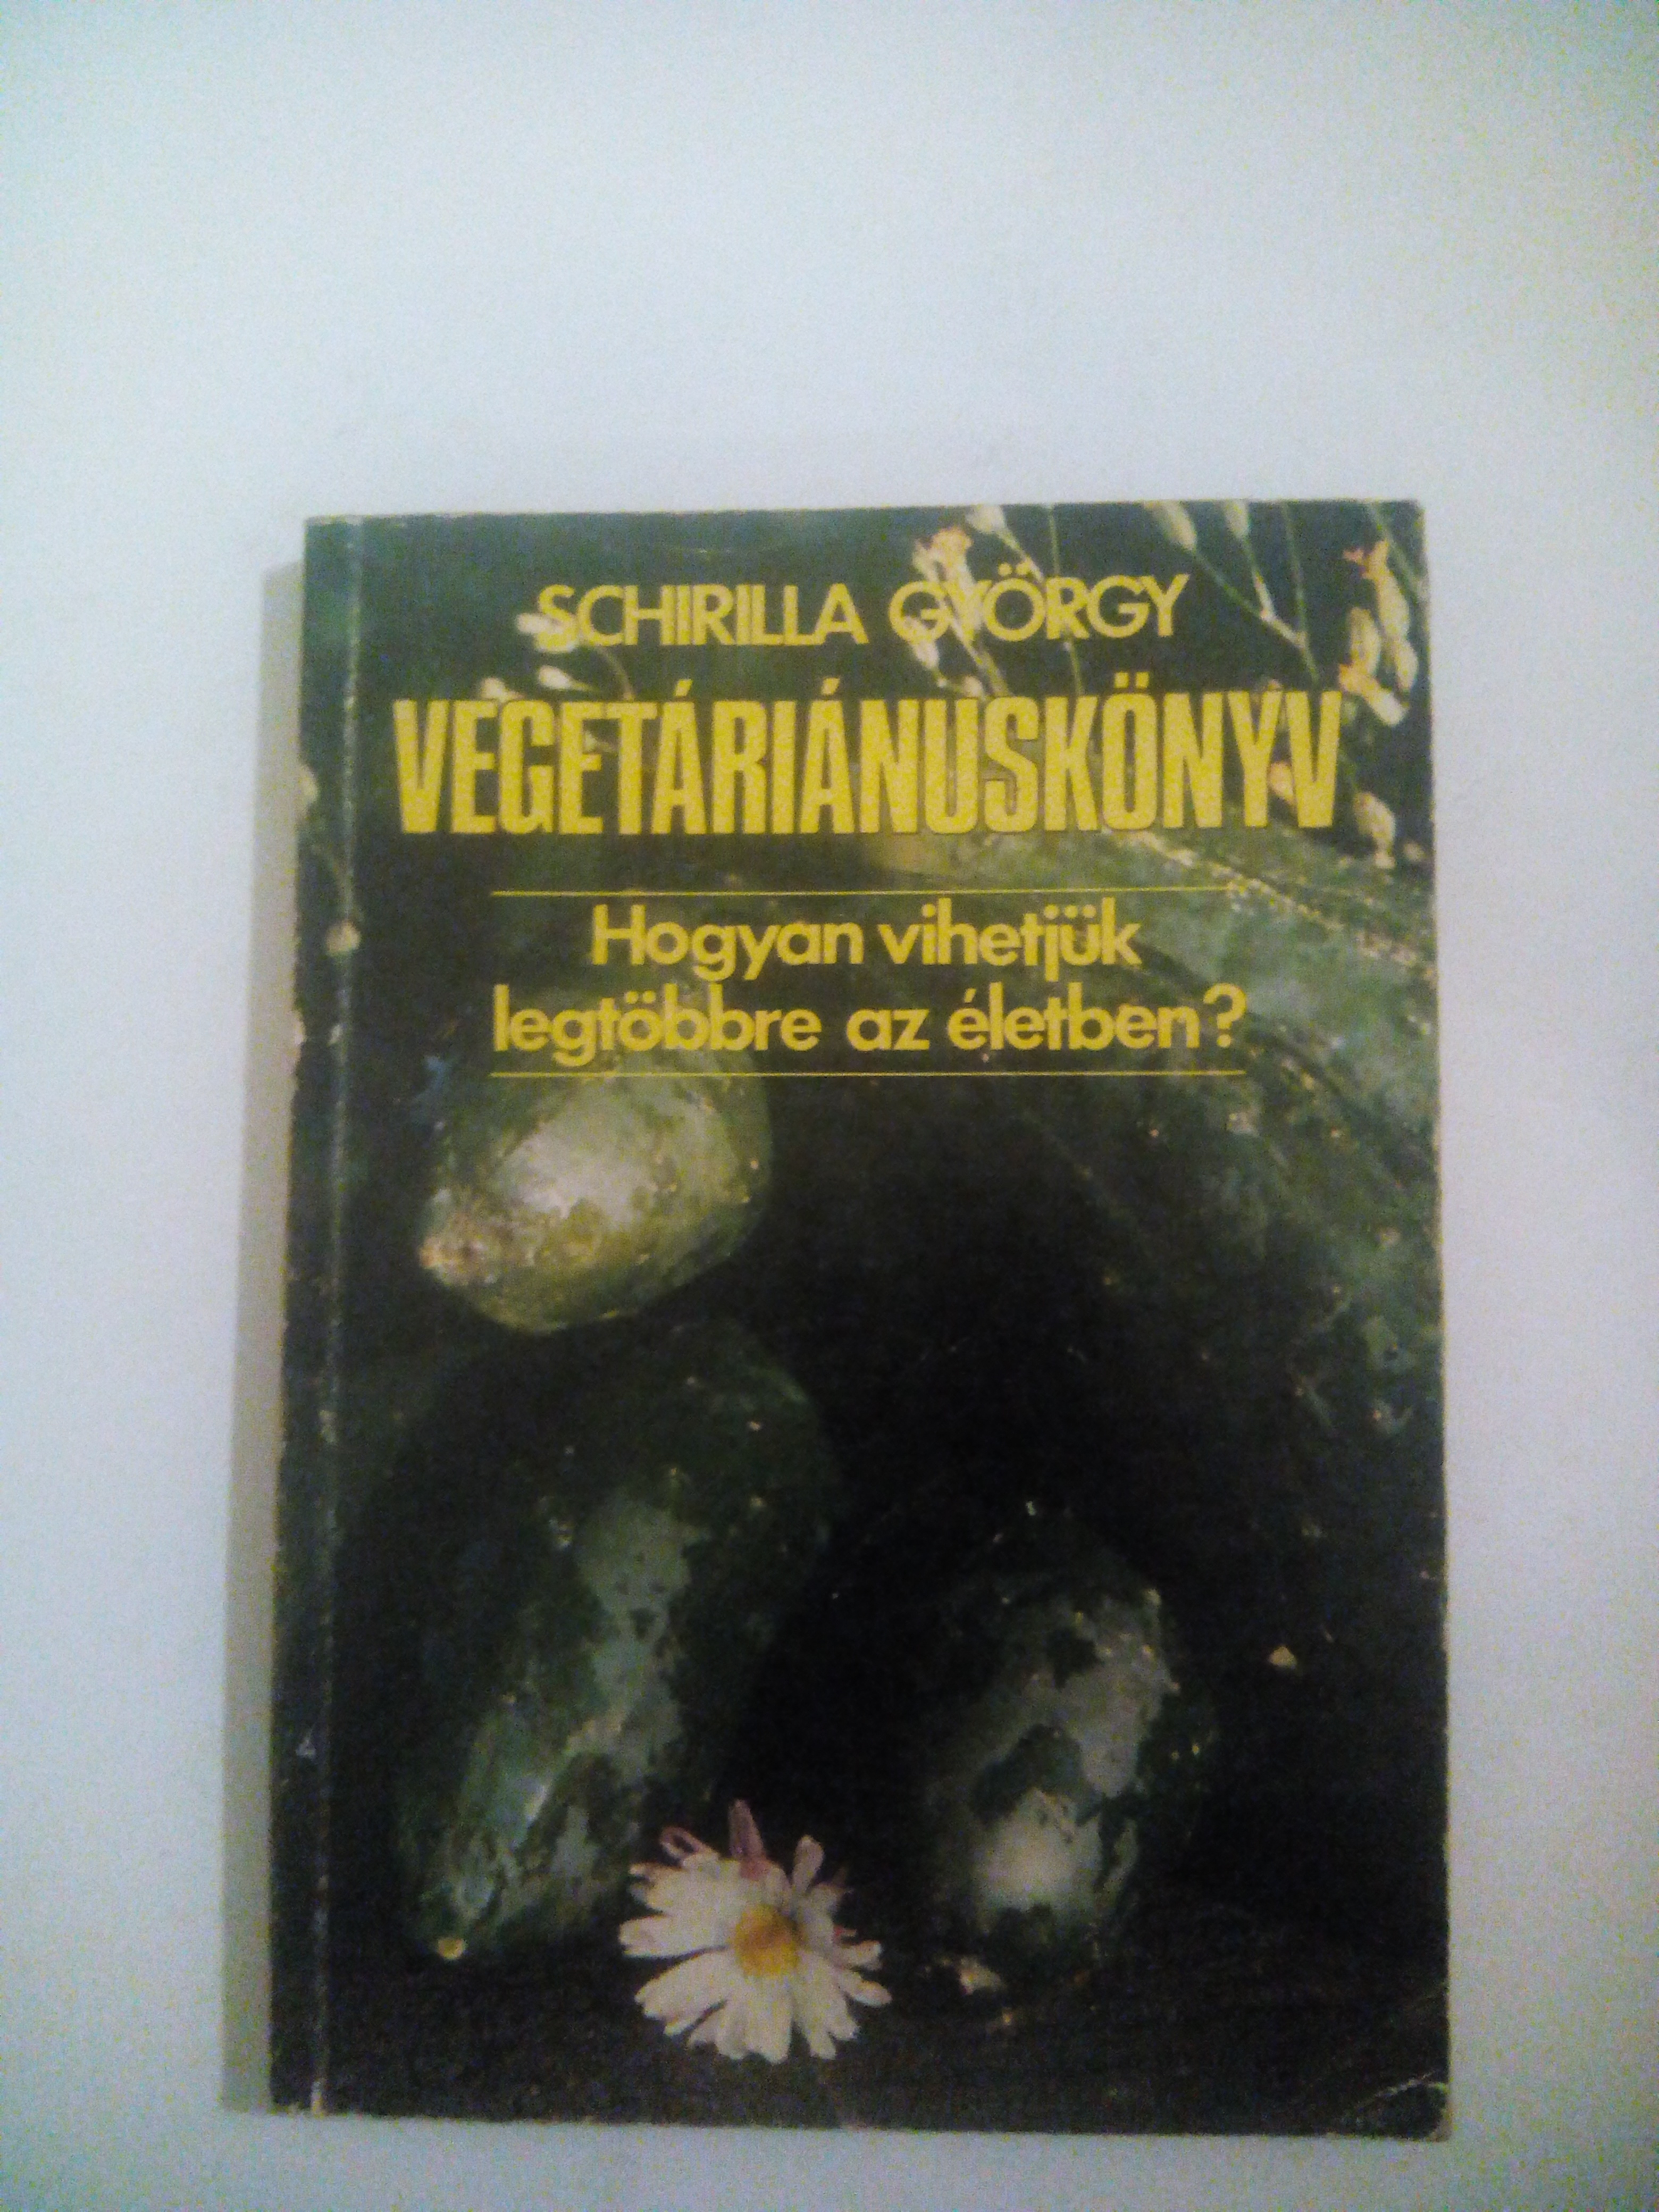 SCHIRILLA GYÖRGY
VEGETÁRIÁNUSKÖNYV
Hogyan vihetjük
legtöbbre az életben?